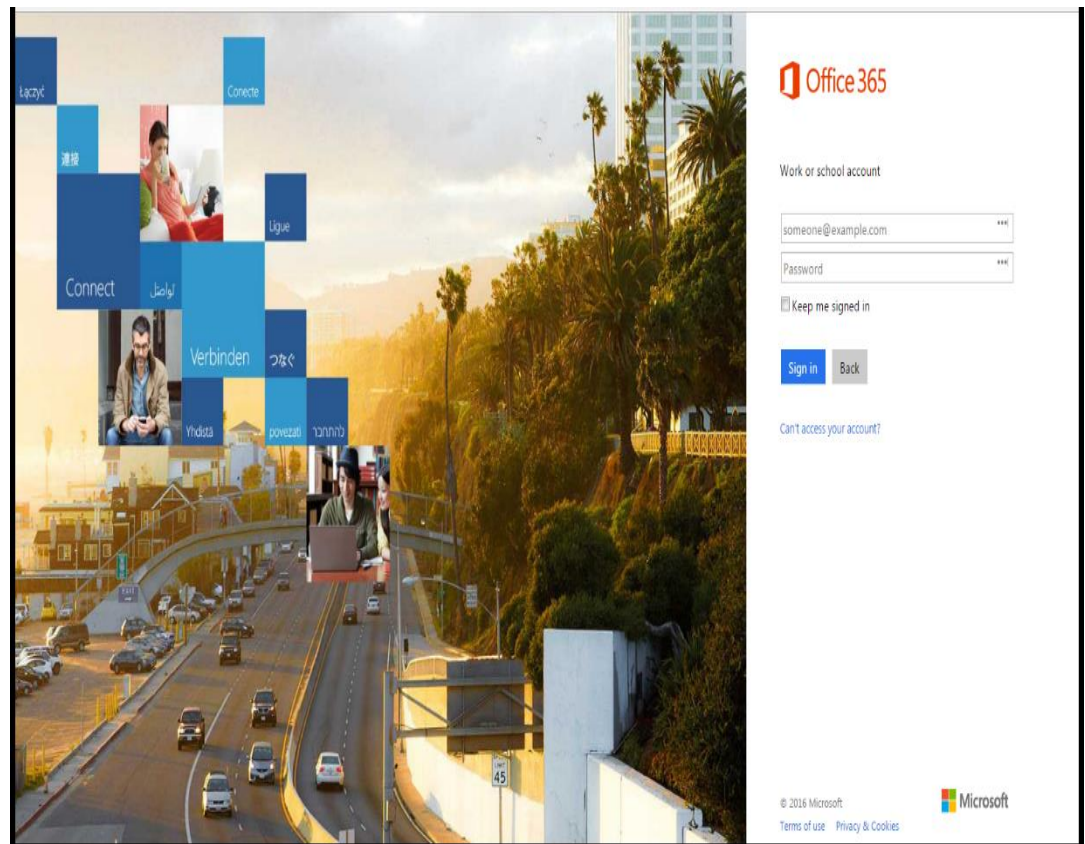 Łączyć
Conecte
連接
Ligue
Connect
تواصل
Verbinden
つなぐ
Yhdistä
povezati
להתחבר
EXIT
LIMIT
45
Office 365
Work or school account
someone@example.com
Password
Keep me signed in
Sign in
Back
Can't access your account?
© 2016 Microsoft
Microsoft
Terms of use
Privacy & Cookies